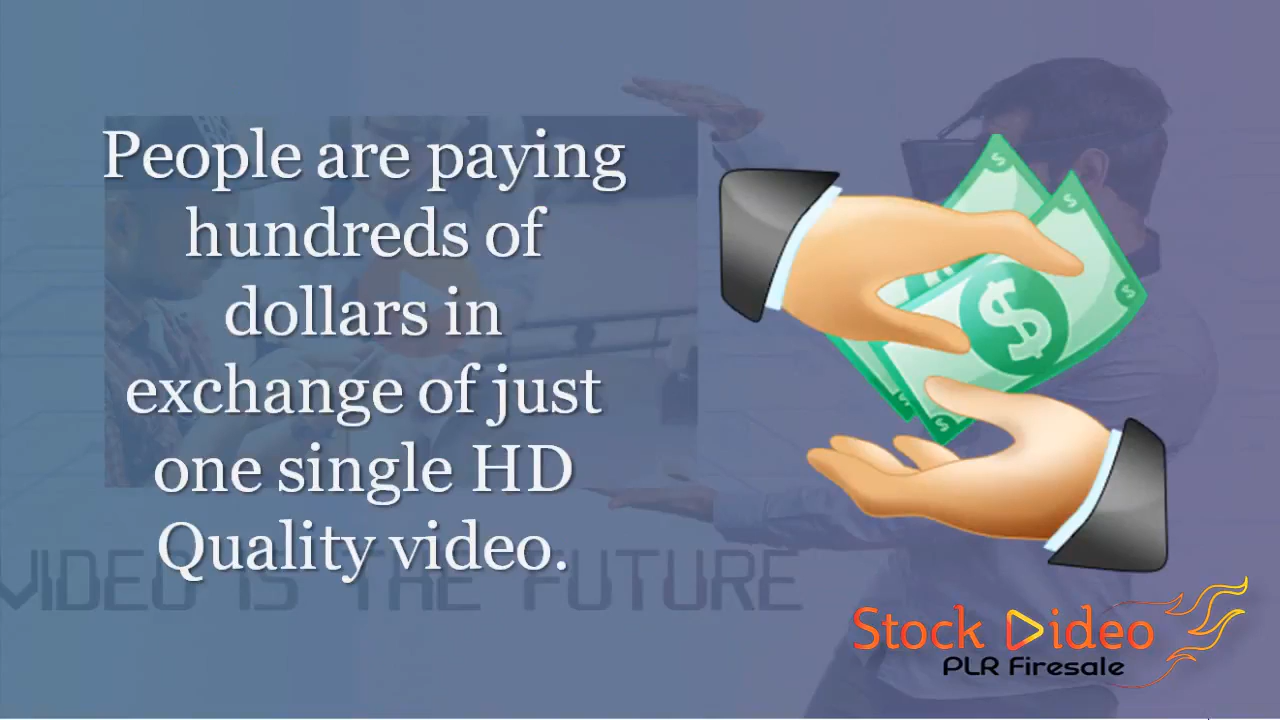 People are paying
hundreds of
dollars in
exchange of just
one single HD
Quality video.
VIDEO IS THE FUTURE
Stock Video
PLR Firesale